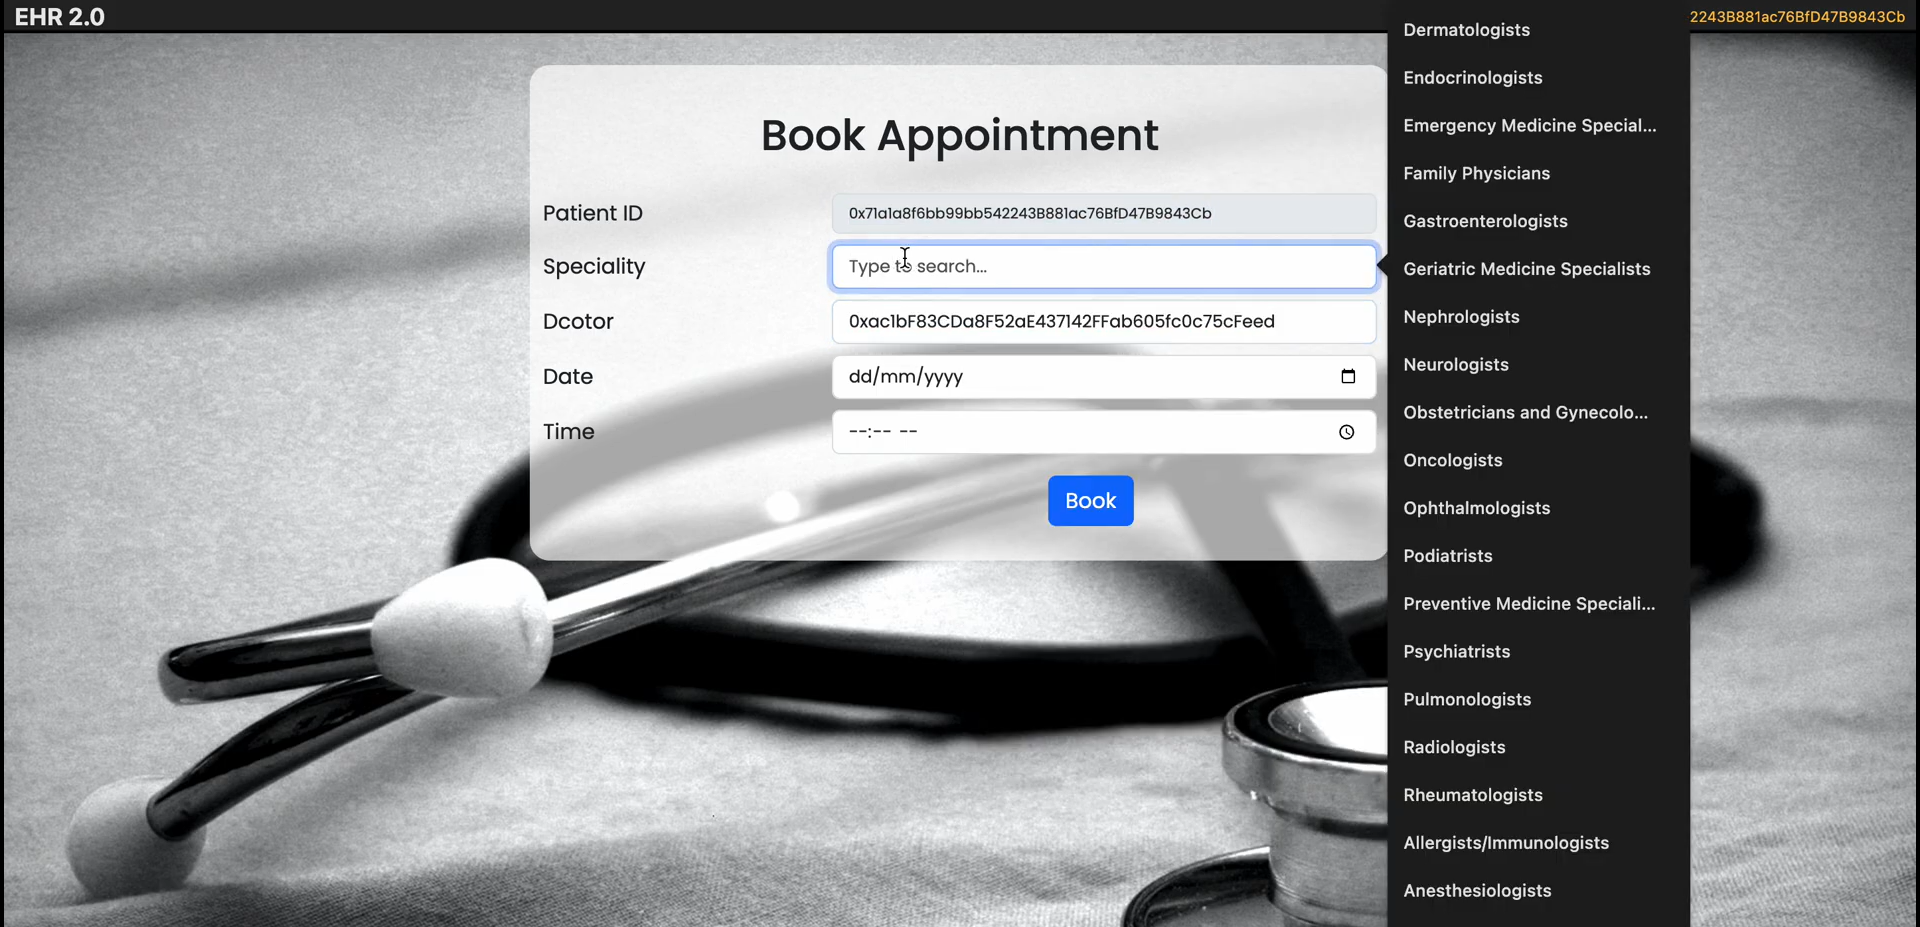 EHR 2.0
2243B881ac76BfD47B9843Cb
Book Appointment
Patient ID
0x71a1a8f6bb99bb542243B881ac76BfD47B9843Cb
Speciality
Type to search...
Dcotor
0xac1bF83CDa8F52aE437142FFab605fc0c75cFeed
Date
dd/mm/yyyy
Time
--:-- --
Book
Dermatologists
Endocrinologists
Emergency Medicine Special...
Family Physicians
Gastroenterologists
Geriatric Medicine Specialists
Nephrologists
Neurologists
Obstetricians and Gynecolo...
Oncologists
Ophthalmologists
Podiatrists
Preventive Medicine Speciali...
Psychiatrists
Pulmonologists
Radiologists
Rheumatologists
Allergists/Immunologists
Anesthesiologists